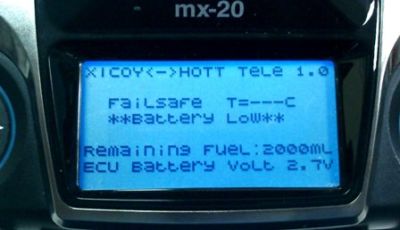 mx-20
XICOY<->HOTT Tele 1.0
Failsafe T=---C
**Battery Low**
Remaining Fuel:2000mL
ECU Battery Volt 2.7V